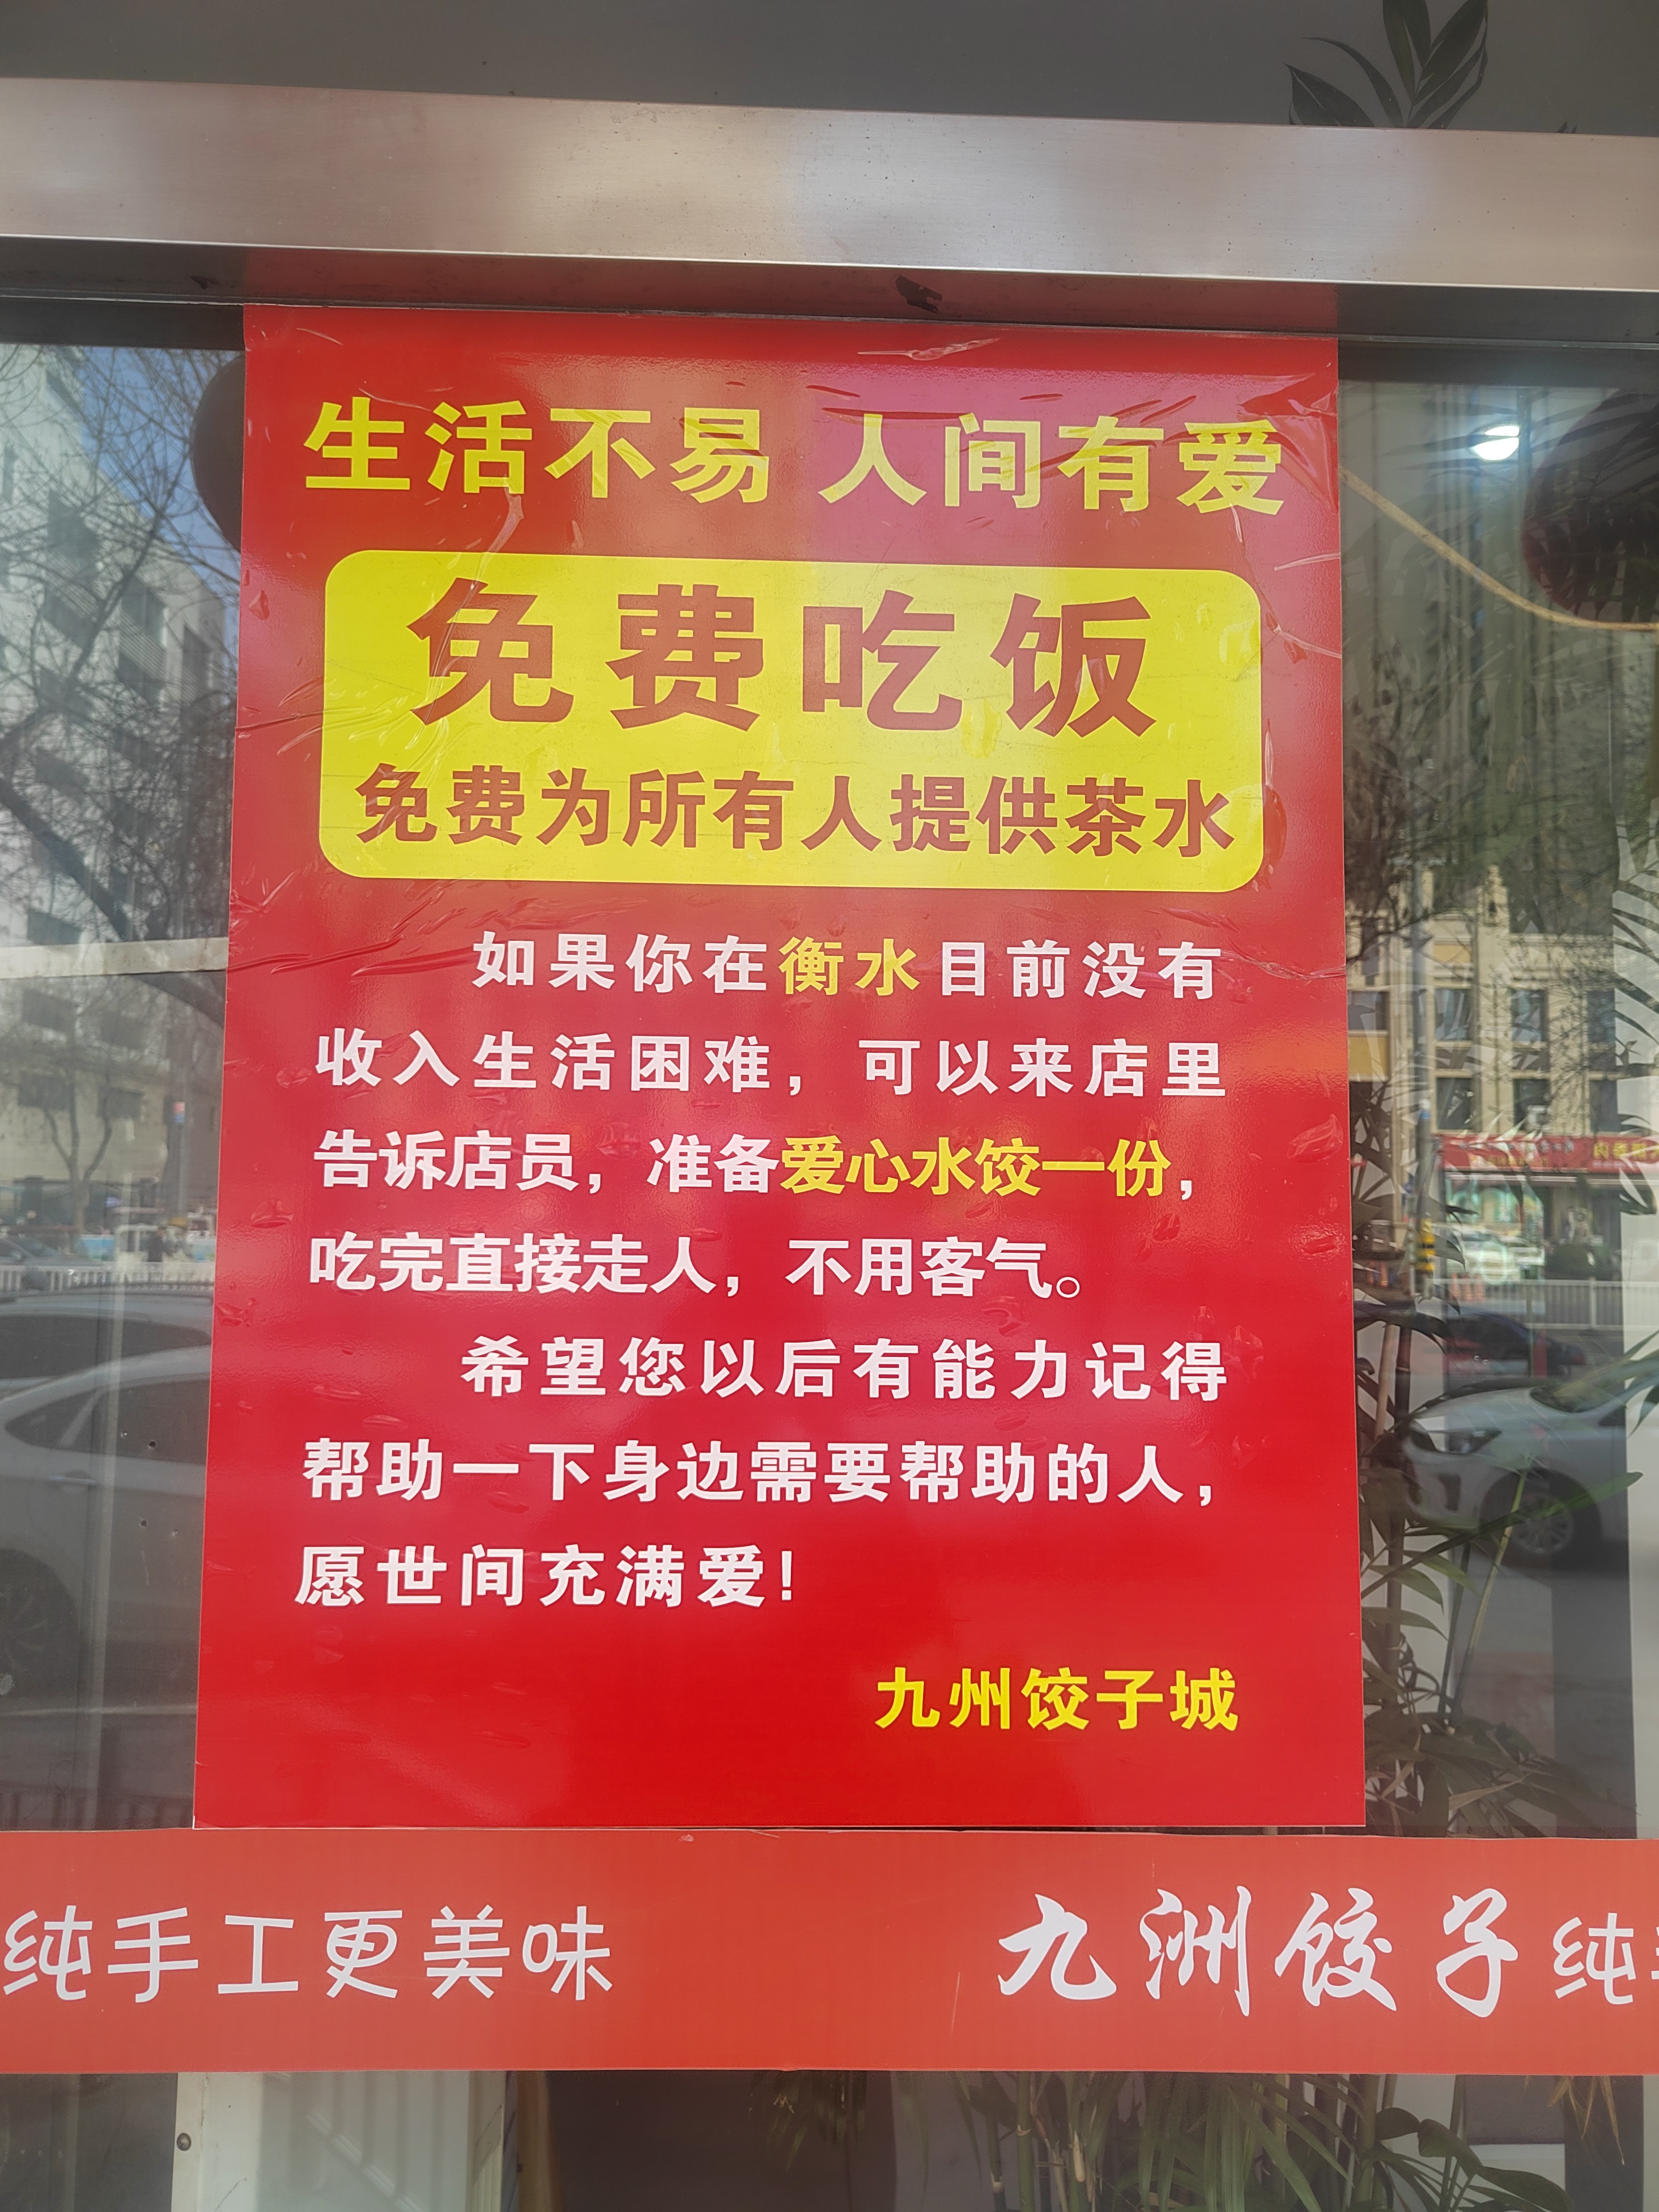 生活不易 人间有爱
免费吃饭
免费为所有人提供茶水
如果你在衡水目前没有
收入生活困难，可以来店里
告诉店员，准备爱心水饺一份，
吃完直接走人，不用客气。
希望您以后有能力记得
帮助一下身边需要帮助的人，
愿世间充满爱！
九州饺子城
纯手工更美味 九洲饺子 纯